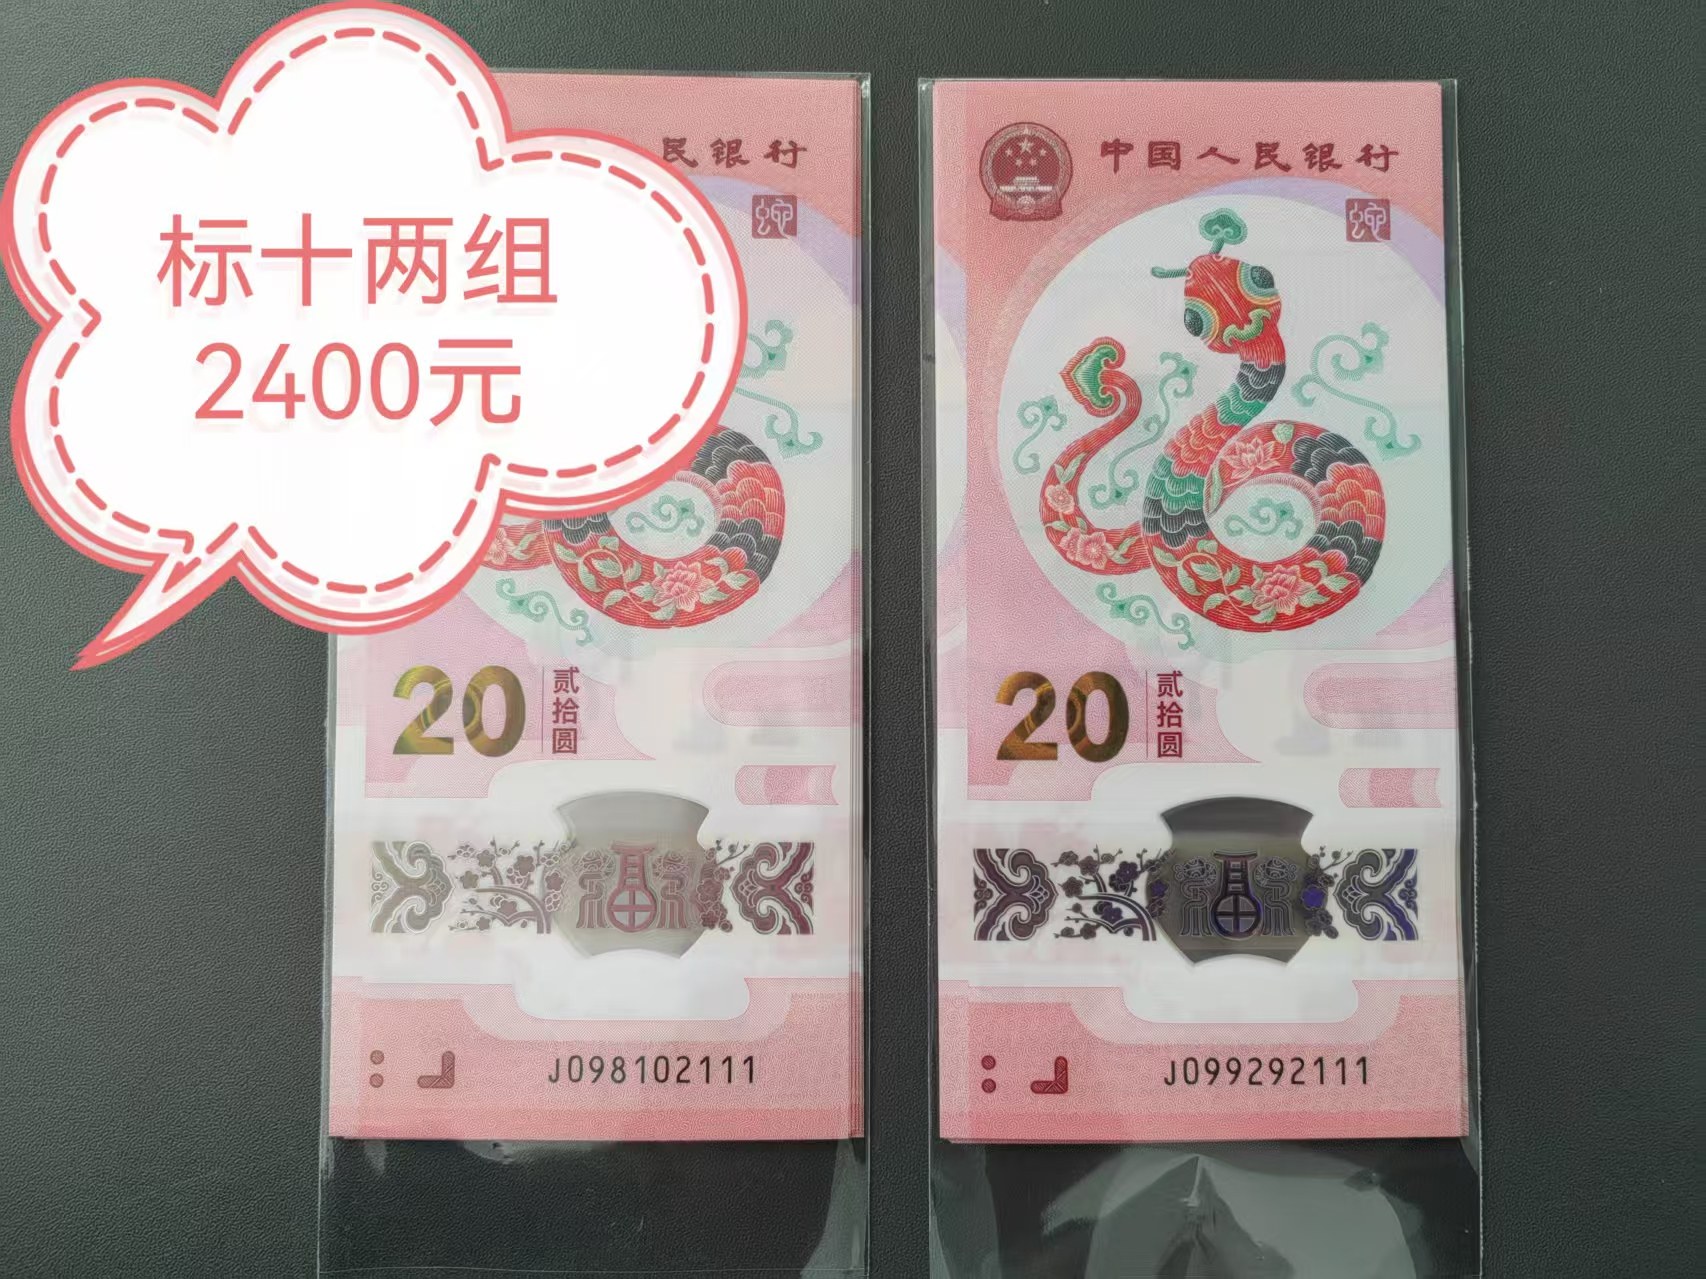 标十两组
2400元
民银行
蛇
20
贰拾圆
J098102111
中国人民银行
蛇
20
贰拾圆
福
J099292111